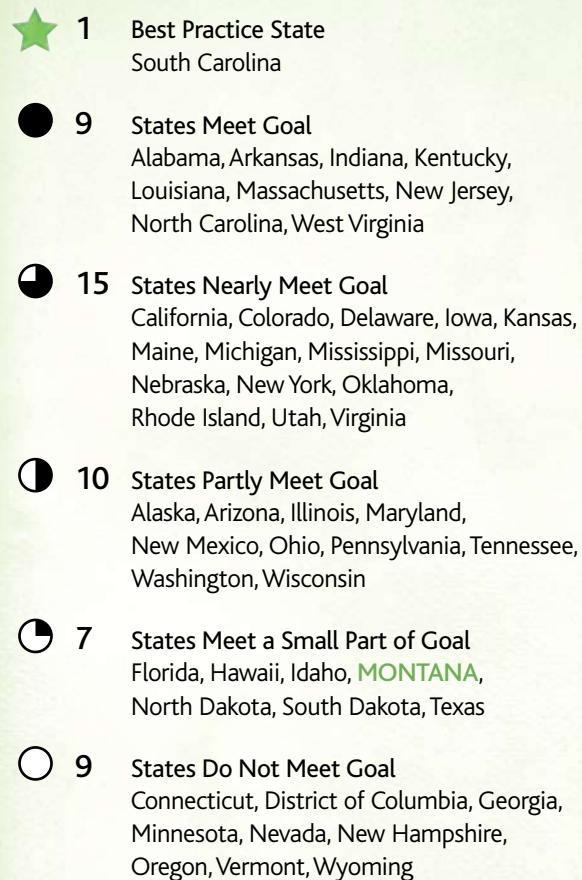 1 Best Practice State
South Carolina
9 States Meet Goal
Alabama, Arkansas, Indiana, Kentucky,
Louisiana, Massachusetts, New Jersey,
North Carolina, West Virginia
15 States Nearly Meet Goal
California, Colorado, Delaware, Iowa, Kansas,
Maine, Michigan, Mississippi, Missouri,
Nebraska, New York, Oklahoma,
Rhode Island, Utah, Virginia
10 States Partly Meet Goal
Alaska, Arizona, Illinois, Maryland,
New Mexico, Ohio, Pennsylvania, Tennessee,
Washington, Wisconsin
7 States Meet a Small Part of Goal
Florida, Hawaii, Idaho, MONTANA,
North Dakota, South Dakota, Texas
9 States Do Not Meet Goal
Connecticut, District of Columbia, Georgia,
Minnesota, Nevada, New Hampshire,
Oregon, Vermont, Wyoming